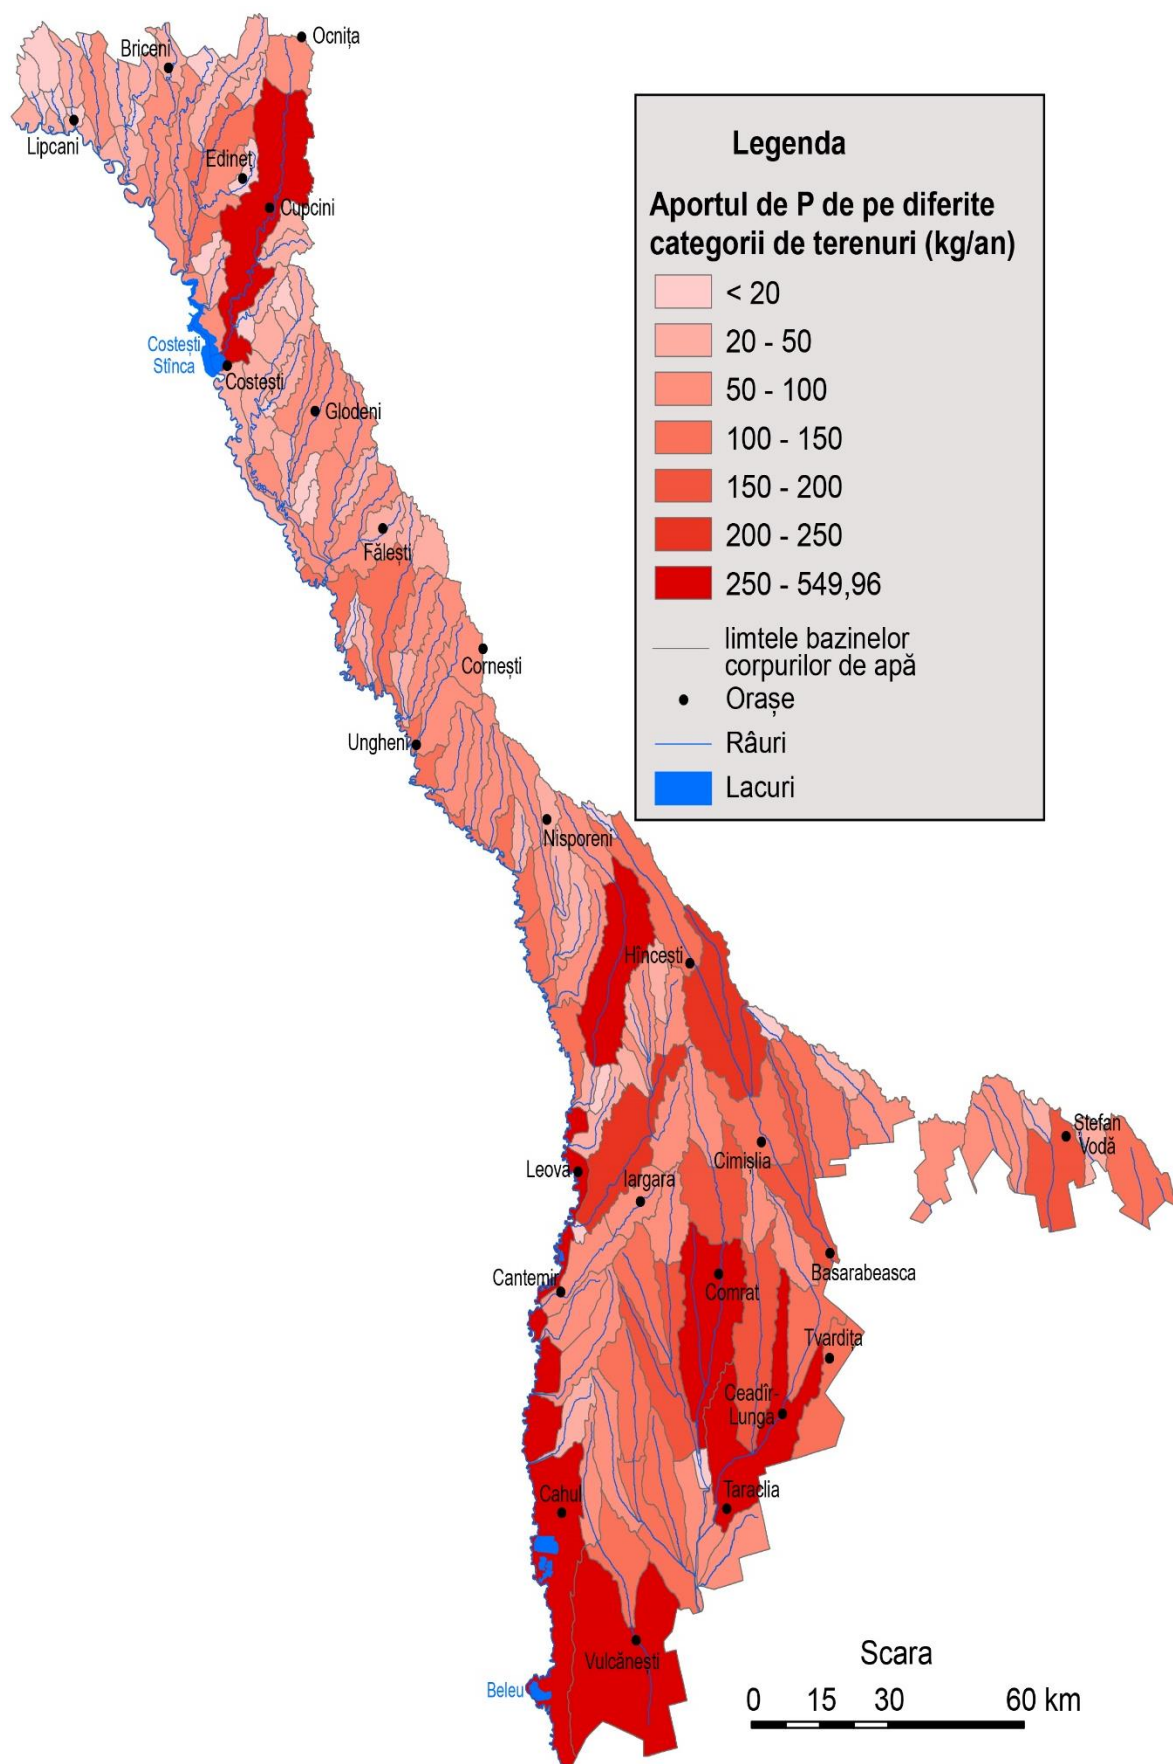 Ocnița
Briceni
Lipcani
Edineț
Cupcini
Costești
Stînca
Costești
Glodeni
Fălești
Cornești
Ungheni
Nisporeni
Hîncești
Leova
Iargara
Cimișlia
Ștefan
Vodă
Cantemir
Comrat
Basarabeasca
Tvardița
Ceadîr-
Lunga
Cahul
Taraclia
Vulcănești
Beleu
Legenda
Aportul de P de pe diferite
categorii de terenuri (kg/an)
< 20
20 - 50
50 - 100
100 - 150
150 - 200
200 - 250
250 - 549,96
limtele bazinelor
corpurilor de apă
Orașe
Râuri
Lacuri
Scara
0 15 30 60 km